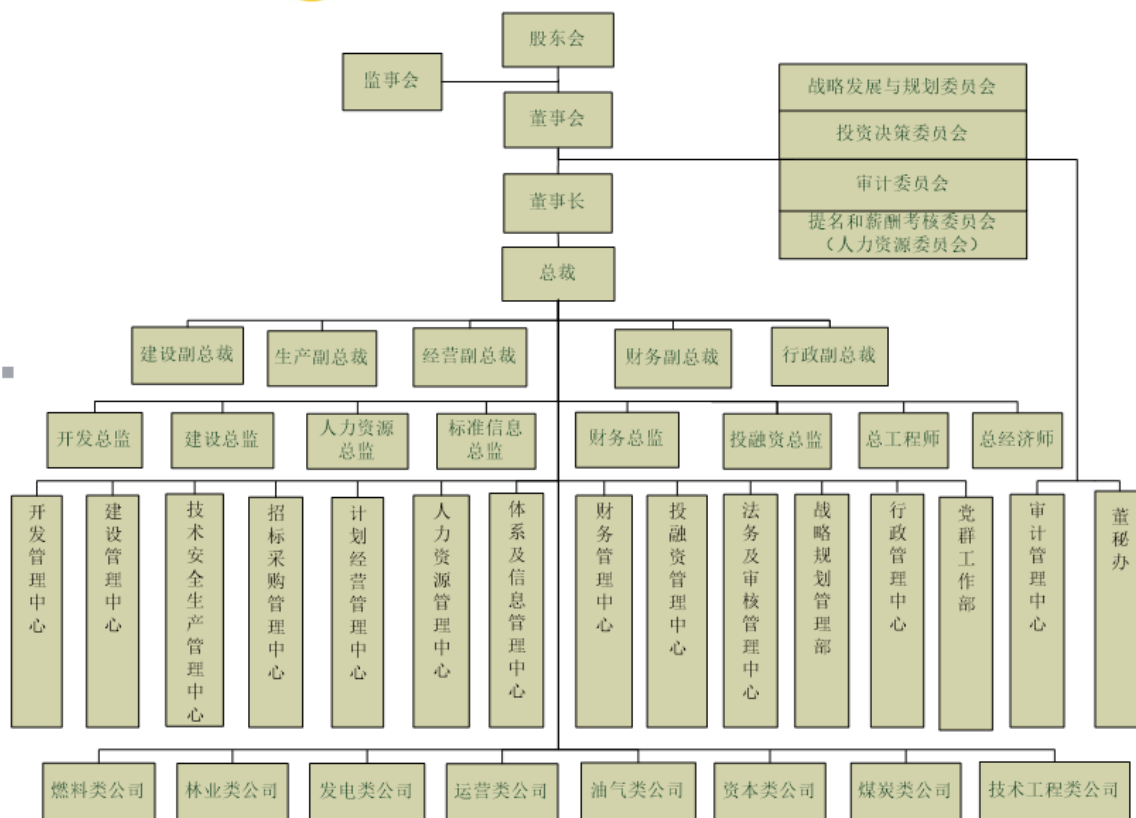 股东会
监事会
董事会
战略发展与规划委员会
投资决策委员会
审计委员会
提名和薪酬考核委员会
（人力资源委员会）
董事长
总裁
建设副总裁
生产副总裁
经营副总裁
财务副总裁
行政副总裁
开发总监
建设总监
人力资源
总监
标准信息
总监
财务总监
投融资总监
总工程师
总经济师
开发管理中心
建设管理中心
技术安全生产管理中心
招标采购管理中心
计划经营管理中心
人力资源管理中心
体系及信息管理中心
财务管理中心
投融资管理中心
法务及审核管理中心
战略规划管理部
行政管理中心
党群工作部
审计管理中心
董秘办
燃料类公司
林业类公司
发电类公司
运营类公司
油气类公司
资本类公司
煤炭类公司
技术工程类公司